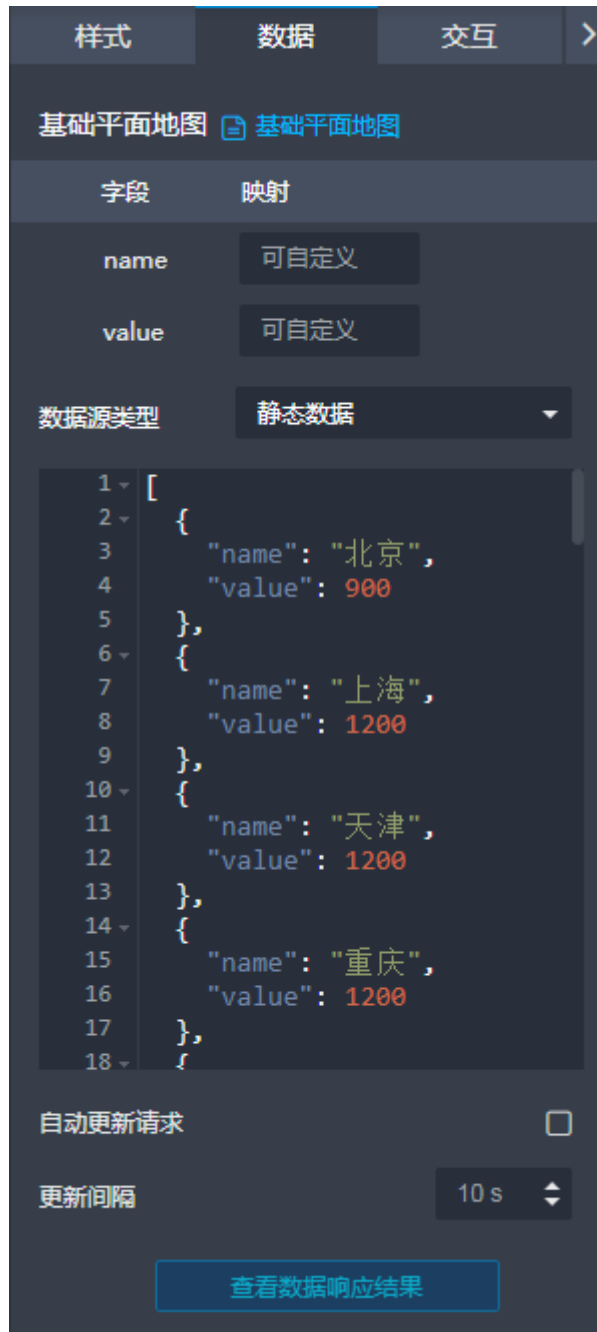 样式 数据 交互
基础平面地图 基础平面地图
字段 映射
name 可自定义
value 可自定义
数据源类型 静态数据
1 [
2 {
3 "name": "北京",
4 "value": 900
5 },
6 {
7 "name": "上海",
8 "value": 1200
9 },
10 {
11 "name": "天津",
12 "value": 1200
13 },
14 {
15 "name": "重庆",
16 "value": 1200
17 },
18 {
自动更新请求
更新间隔 10 s
查看数据响应结果